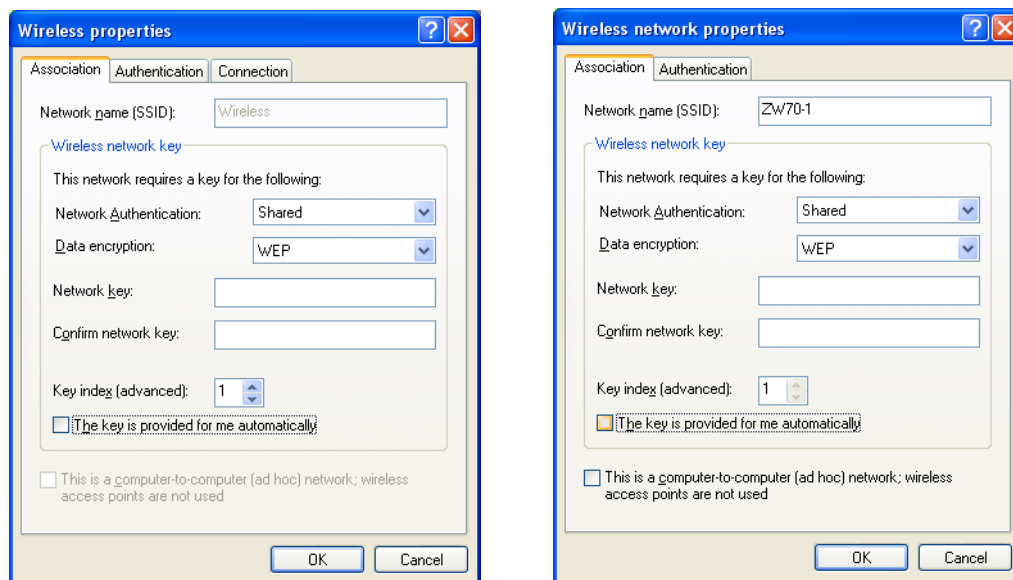 Wireless properties
Association Authentication Connection
Network name (SSID): Wireless
Wireless network key
This network requires a key for the following:
Network Authentication: Shared
Data encryption: WEP
Network key:
Confirm network key:
Key index (advanced): 1
The key is provided for me automatically
This is a computer-to-computer (ad hoc) network; wireless
access points are not used
OK Cancel
Wireless network properties
Association Authentication
Network name (SSID): ZW70-1
Wireless network key
This network requires a key for the following:
Network Authentication: Shared
Data encryption: WEP
Network key:
Confirm network key:
Key index (advanced): 1
The key is provided for me automatically
This is a computer-to-computer (ad hoc) network; wireless
access points are not used
OK Cancel